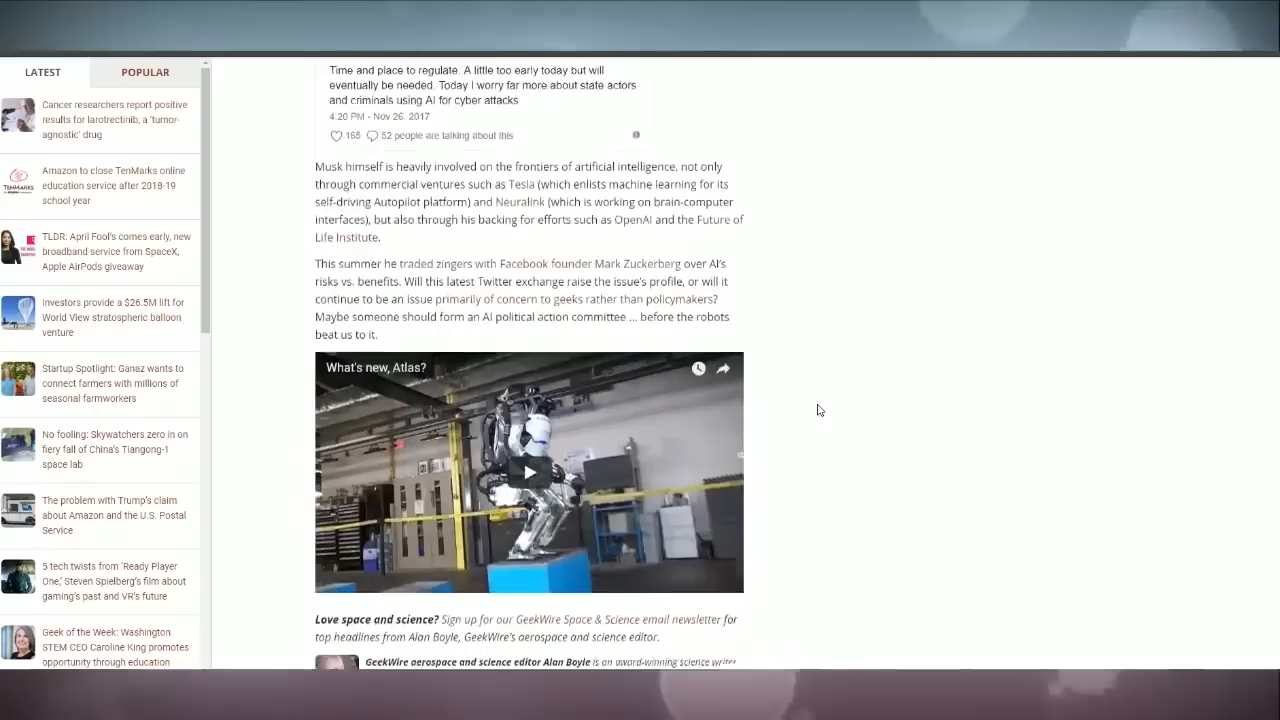 LATEST
POPULAR
Cancer researchers report positive
results for larotrectinib, a 'tumor-
agnostic' drug
TENMARKS
Amazon to close TenMarks online
education service after 2018-19
school year
TLDR: April Fool's comes early, new
broadband service from SpaceX,
Apple AirPods giveaway
Investors provide a $26.5M lift for
World View stratospheric balloon
venture
Startup Spotlight: Ganaz wants to
connect farmers with millions of
seasonal farmworkers
No fooling: Skywatchers zero in on
fiery fall of China's Tiangong-1
space lab
The problem with Trump's claim
about Amazon and the U.S. Postal
Service
5 tech twists from 'Ready Player
One,' Steven Spielberg's film about
gaming's past and VR's future
Geek of the Week: Washington
STEM CEO Caroline King promotes
opportunity through education
Time and place to regulate. A little too early today but will
eventually be needed. Today I worry far more about state actors
and criminals using AI for cyber attacks
4:20 PM - Nov 26, 2017
165 52 people are talking about this
Musk himself is heavily involved on the frontiers of artificial intelligence, not only
through commercial ventures such as Tesla (which enlists machine learning for its
self-driving Autopilot platform) and Neuralink (which is working on brain-computer
interfaces), but also through his backing for efforts such as OpenAI and the Future of
Life Institute.
This summer he traded zingers with Facebook founder Mark Zuckerberg over AI's
risks vs. benefits. Will this latest Twitter exchange raise the issue's profile, or will it
continue to be an issue primarily of concern to geeks rather than policymakers?
Maybe someone should form an AI political action committee … before the robots
beat us to it.
What's new, Atlas?
Love space and science? Sign up for our GeekWire Space & Science email newsletter for
top headlines from Alan Boyle, GeekWire's aerospace and science editor.
GeekWire aerospace and science editor Alan Boyle is an award-winning science writer